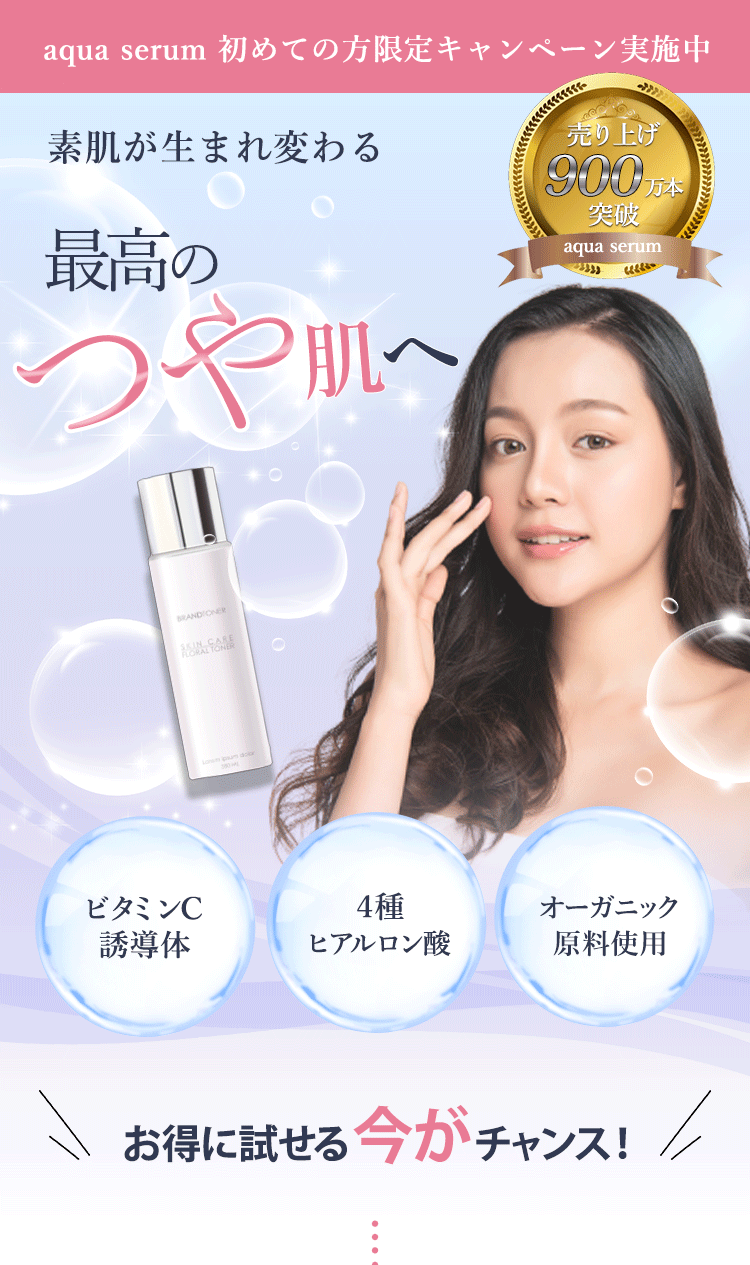 aqua serum 初めての方限定キャンペーン実施中
売り上げ
900万本
突破
aqua serum
素肌が生まれ変わる
最高の
つや肌へ
BRANDTONER
SKIN CARE
FLORAL TONER
ビタミンC
誘導体
4種
ヒアルロン酸
オーガニック
原料使用
お得に試せる今がチャンス！